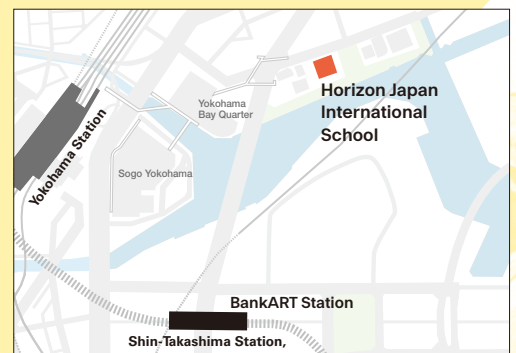 Horizon Japan
International
School
Yokohama
Bay Quarter
Yokohama Station
Sogo Yokohama
BankART Station
Shin-Takashima Station,